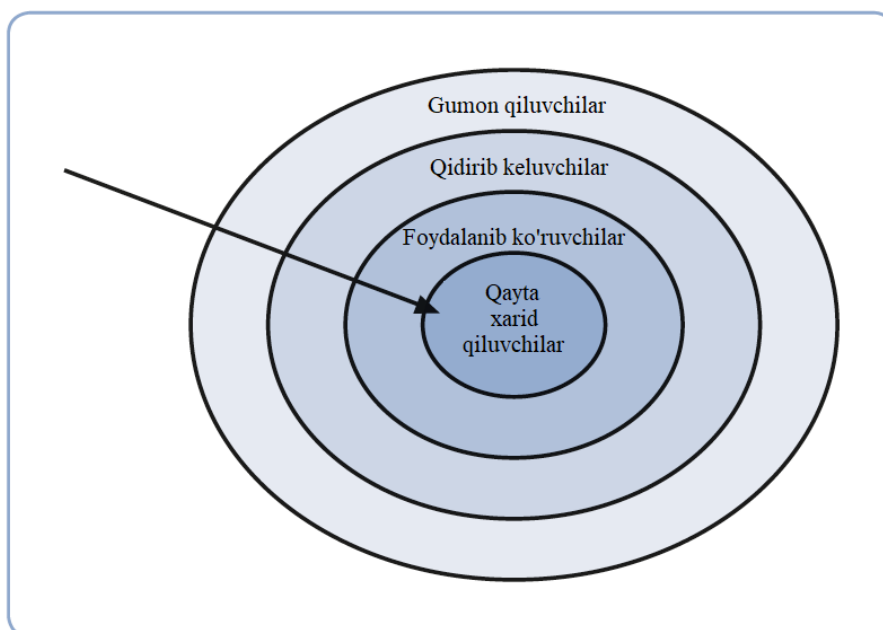 Gumon qiluvchilar
Qidirib keluvchilar
Foydalanib ko'ruvchilar
Qayta
xarid
qiluvchilar